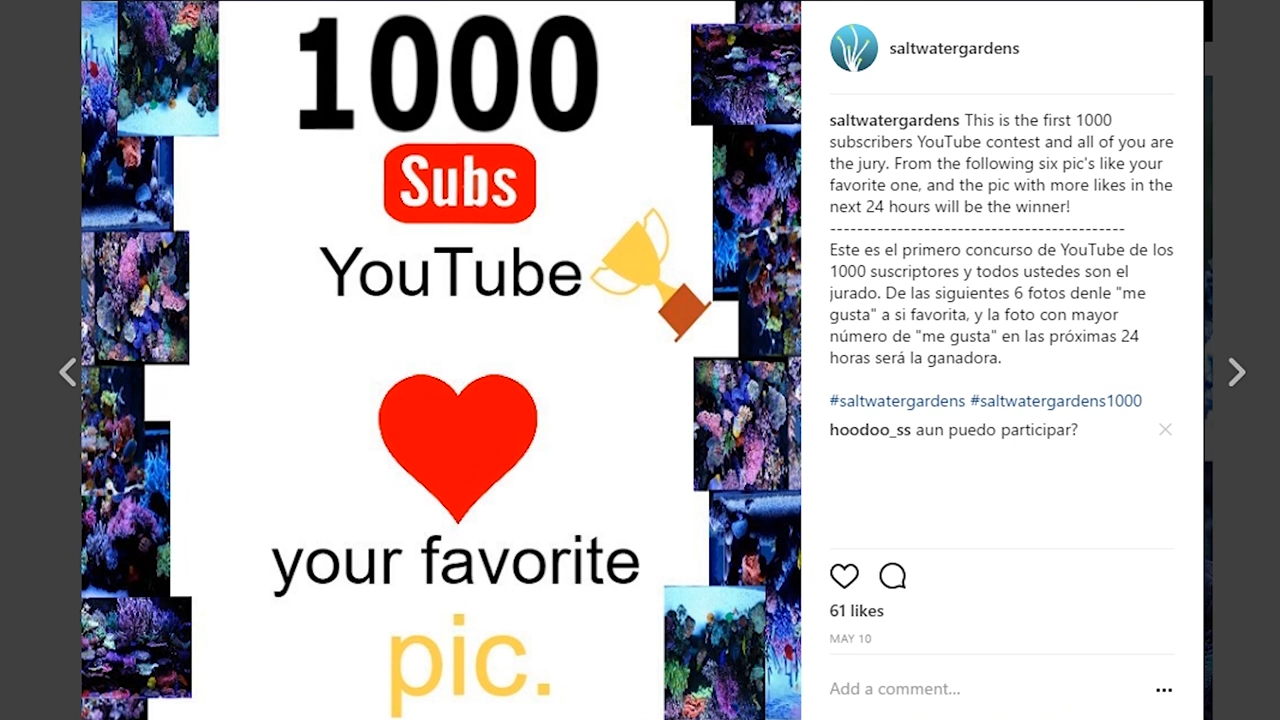 1000
Subs
YouTube
your favorite
pic.
saltwatergardens
saltwatergardens This is the first 1000
subscribers YouTube contest and all of you are
the jury. From the following six pic's like your
favorite one, and the pic with more likes in the
next 24 hours will be the winner!
-------------------------------------------
Este es el primero concurso de YouTube de los
1000 suscriptores y todos ustedes son el
jurado. De las siguientes 6 fotos denle "me
gusta" a si favorita, y la foto con mayor
número de "me gusta" en las próximas 24
horas será la ganadora.
#saltwatergardens #saltwatergardens1000
hoodoo_ss aun puedo participar?
61 likes
MAY 10
Add a comment...